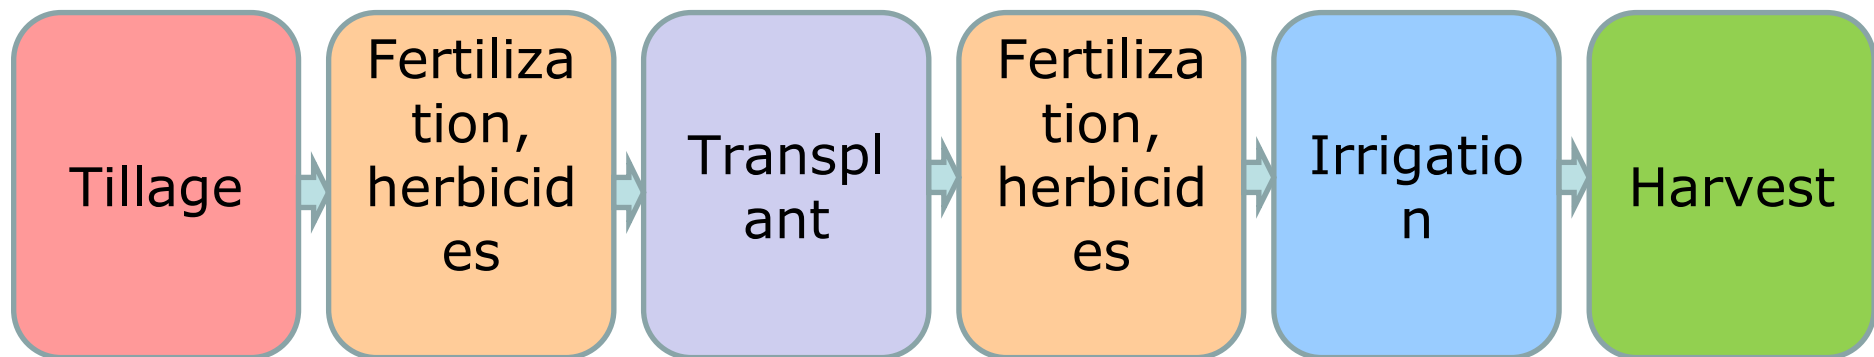 Tillage
Fertiliza
tion,
herbicid
es
Transpl
ant
Fertiliza
tion,
herbicid
es
Irrigatio
n
Harvest